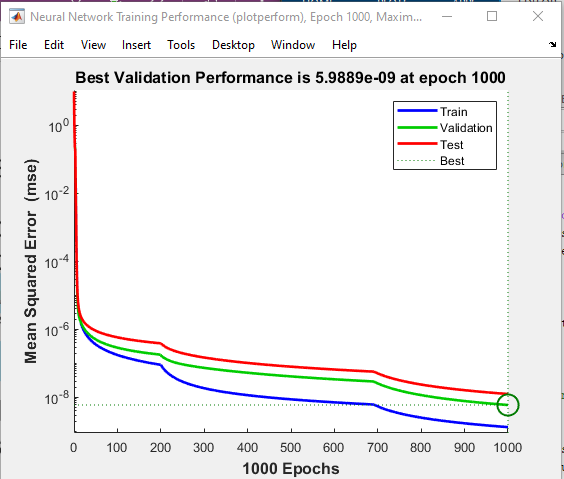 Neural Network Training Performance (plotperform), Epoch 1000, Maxim...
File Edit View Insert Tools Desktop Window Help
Best Validation Performance is 5.9889e-09 at epoch 1000
Train
Validation
Test
Best
Mean Squared Error (mse)
10^0
10^-2
10^-4
10^-6
10^-8
0 100 200 300 400 500 600 700 800 900 1000
1000 Epochs